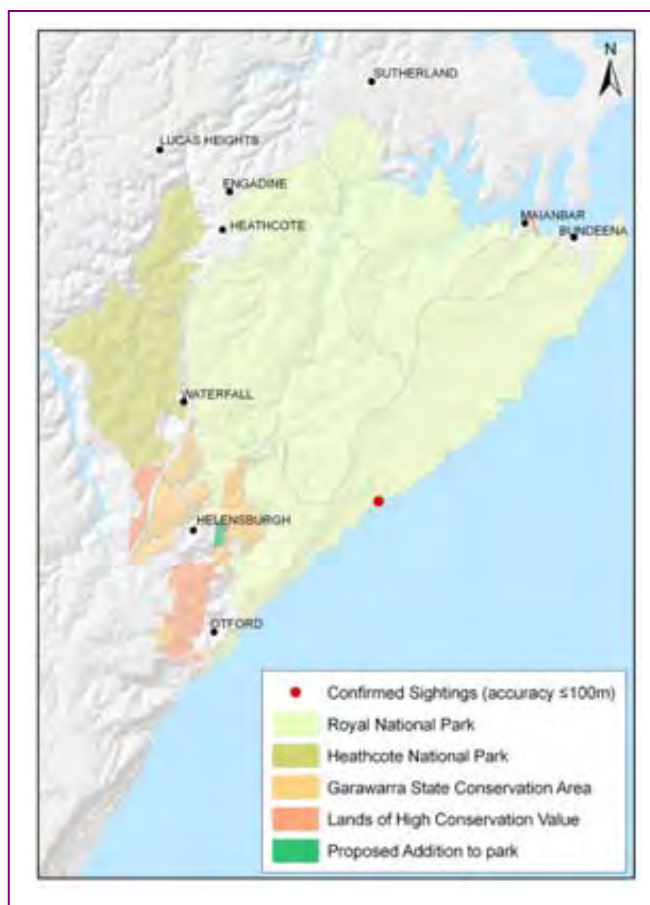 N
SUTHERLAND
LUCAS HEIGHTS
ENGADINE
MAIANBAR
HEATHCOTE
BUNDEENA
WATERFALL
HELENSBURGH
OTFORD
Confirmed Sightings (accuracy ≤100m)
Royal National Park
Heathcote National Park
Garawarra State Conservation Area
Lands of High Conservation Value
Proposed Addition to park